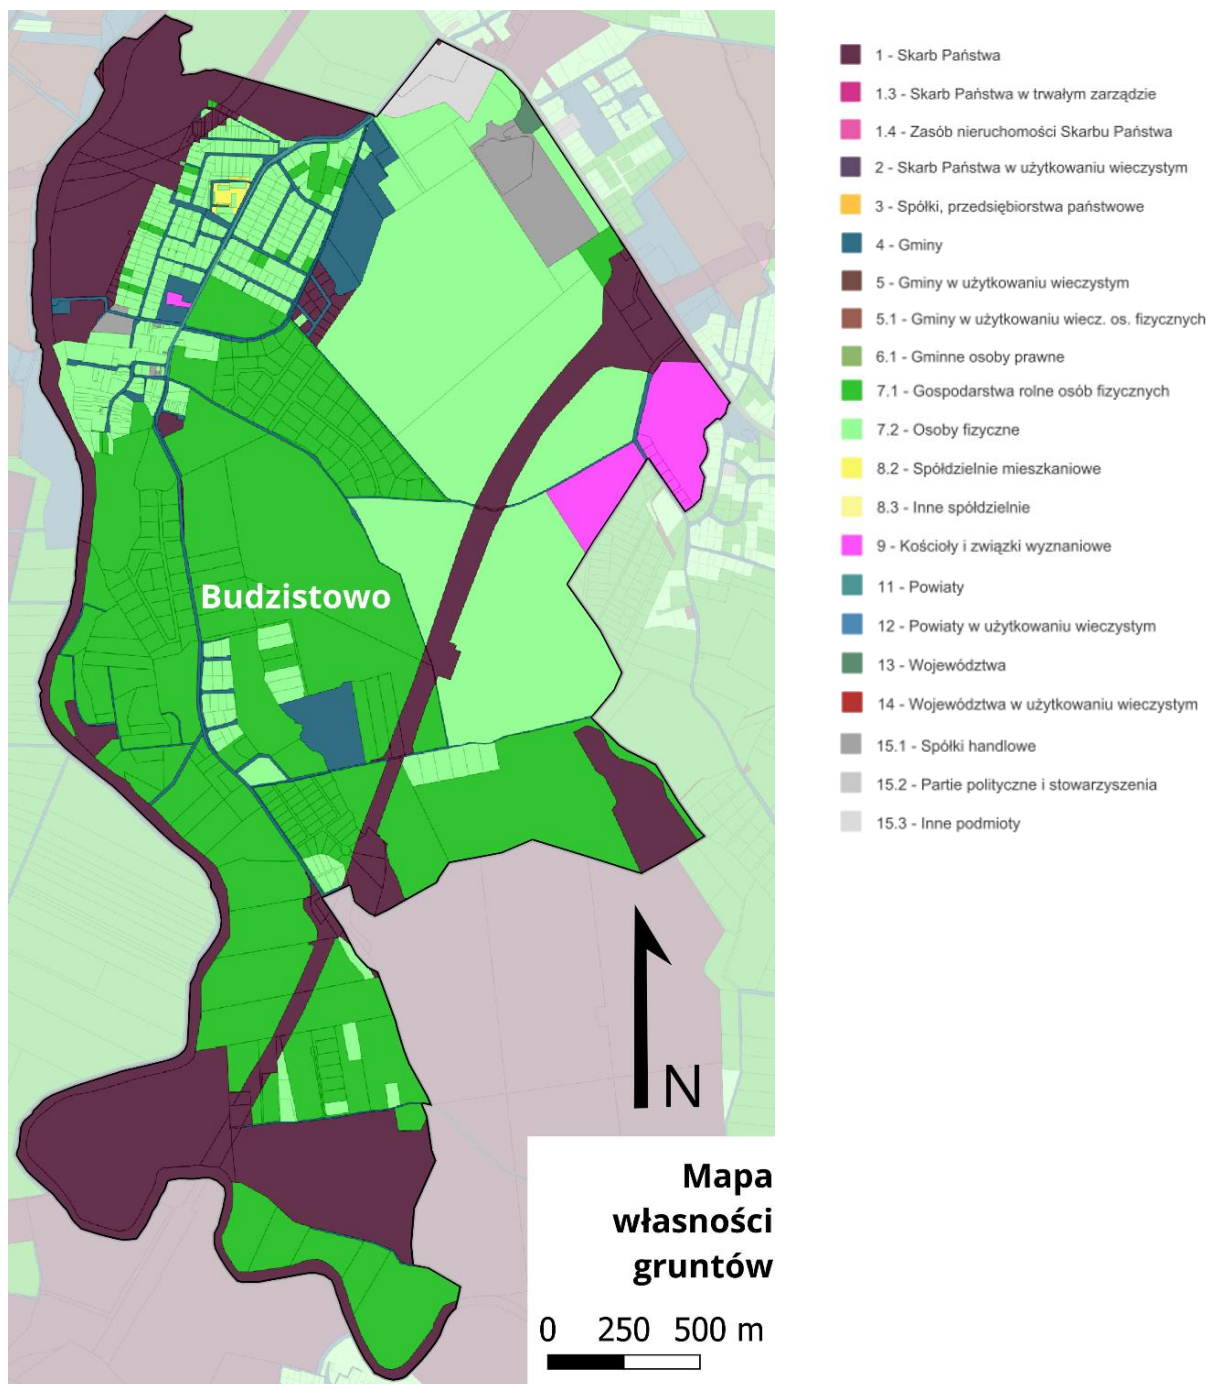 1 - Skarb Państwa
1.3 - Skarb Państwa w trwałym zarządzie
1.4 - Zasób nieruchomości Skarbu Państwa
2 - Skarb Państwa w użytkowaniu wieczystym
3 - Spółki, przedsiębiorstwa państwowe
4 - Gminy
5 - Gminy w użytkowaniu wieczystym
5.1 - Gminy w użytkowaniu wiecz. os. fizycznych
6.1 - Gminne osoby prawne
7.1 - Gospodarstwa rolne osób fizycznych
7.2 - Osoby fizyczne
8.2 - Spółdzielnie mieszkaniowe
8.3 - Inne spółdzielnie
9 - Kościoły i związki wyznaniowe
11 - Powiaty
12 - Powiaty w użytkowaniu wieczystym
13 - Województwa
14 - Województwa w użytkowaniu wieczystym
15.1 - Spółki handlowe
15.2 - Partie polityczne i stowarzyszenia
15.3 - Inne podmioty
Budzistowo
N
Mapa
własności
gruntów
0 250 500 m